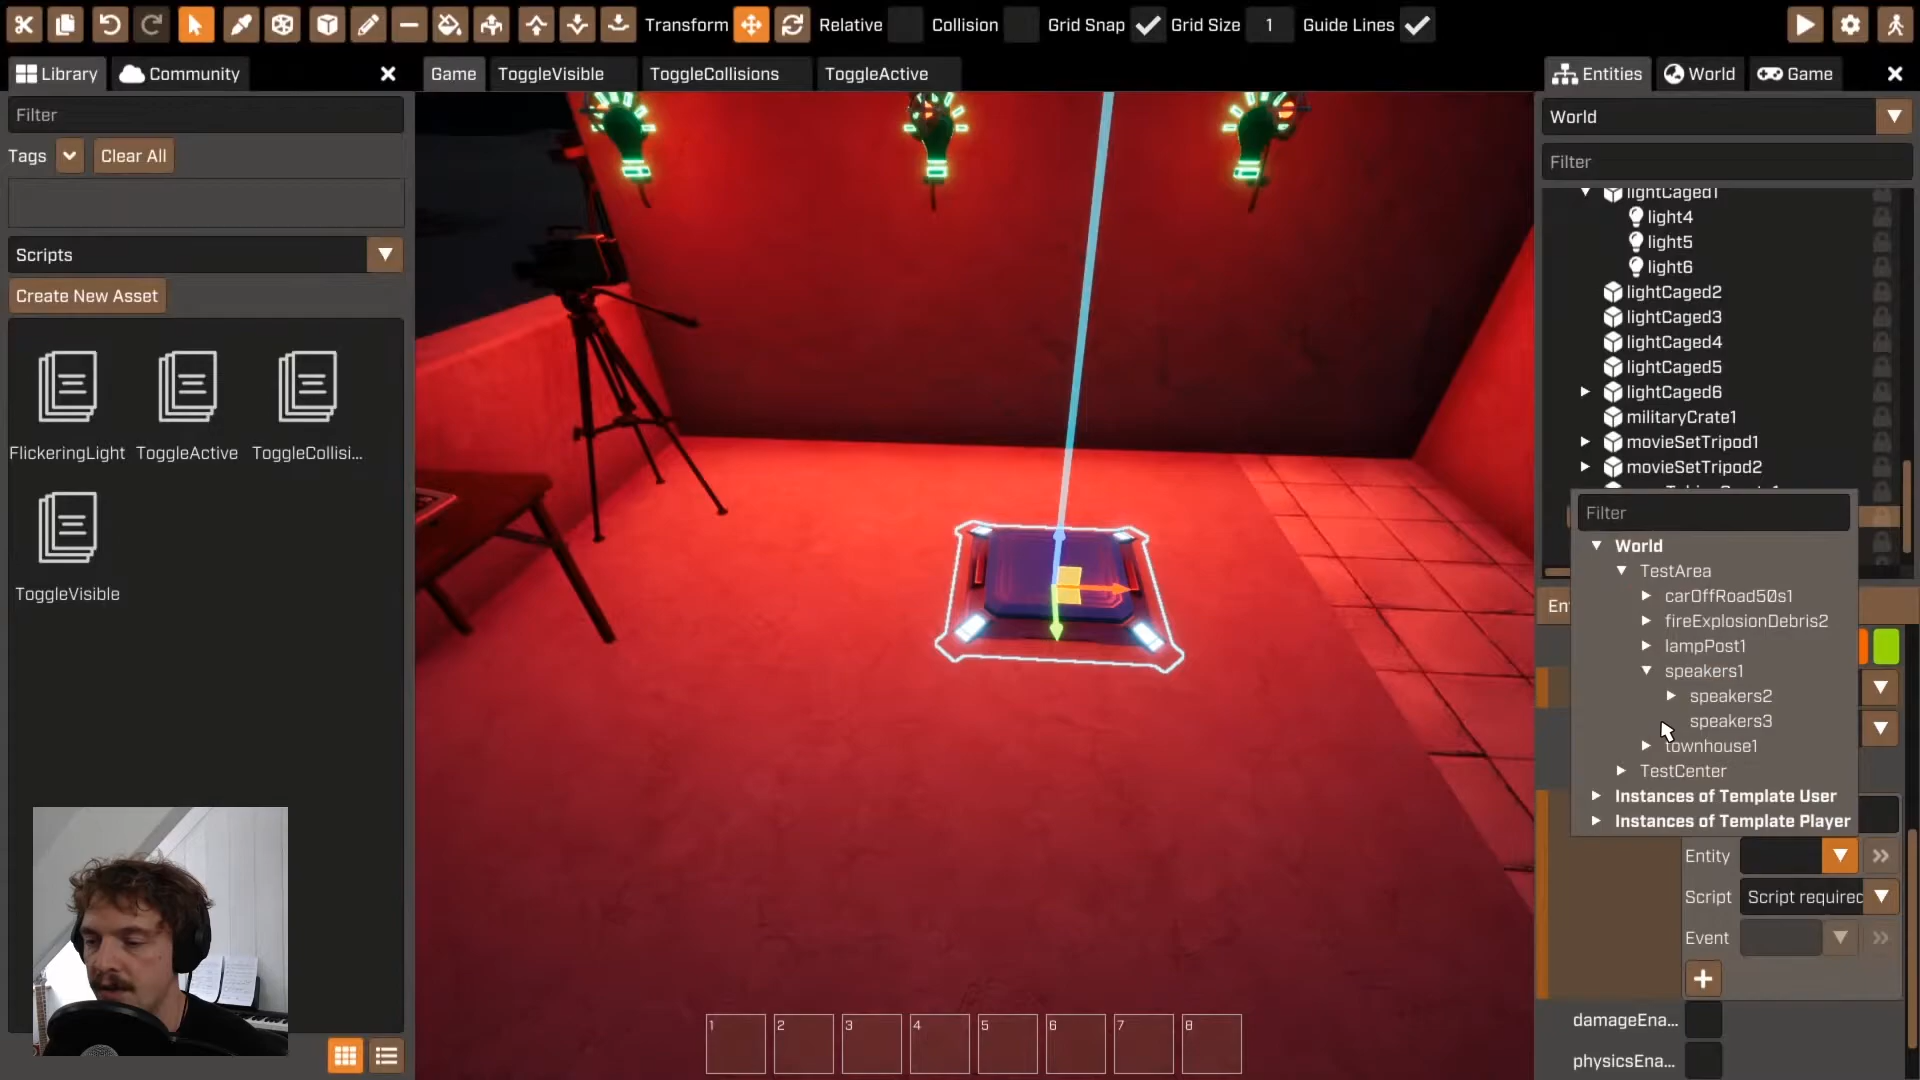 Transform
Relative
Collision
Grid Snap
Grid Size
1
Guide Lines
Library
Community
Game
ToggleVisible
ToggleCollisions
ToggleActive
Entities
World
Game
Filter
Tags
Clear All
Scripts
Create New Asset
FlickeringLight
ToggleActive
ToggleCollisi...
ToggleVisible
1
2
3
4
5
6
7
8
World
Filter
lightCaged1
light4
light5
light6
lightCaged2
lightCaged3
lightCaged4
lightCaged5
lightCaged6
militaryCrate1
movieSetTripod1
movieSetTripod2
Filter
World
TestArea
carOffRoad50s1
fireExplosionDebris2
lampPost1
speakers1
speakers2
speakers3
townhouse1
TestCenter
Instances of Template User
Instances of Template Player
Entity
Script
Script required
Event
damageEna...
physicsEna...